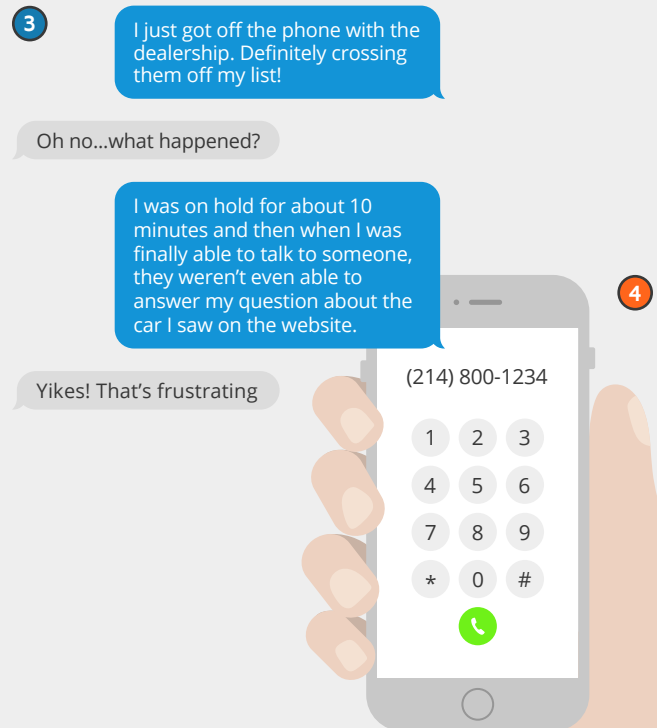 3
I just got off the phone with the
dealership. Definitely crossing
them off my list!
Oh no...what happened?
I was on hold for about 10
minutes and then when I was
finally able to talk to someone,
they weren't even able to
answer my question about the
car I saw on the website.
Yikes! That's frustrating
4
(214) 800-1234
1 2 3
4 5 6
7 8 9
* 0 #